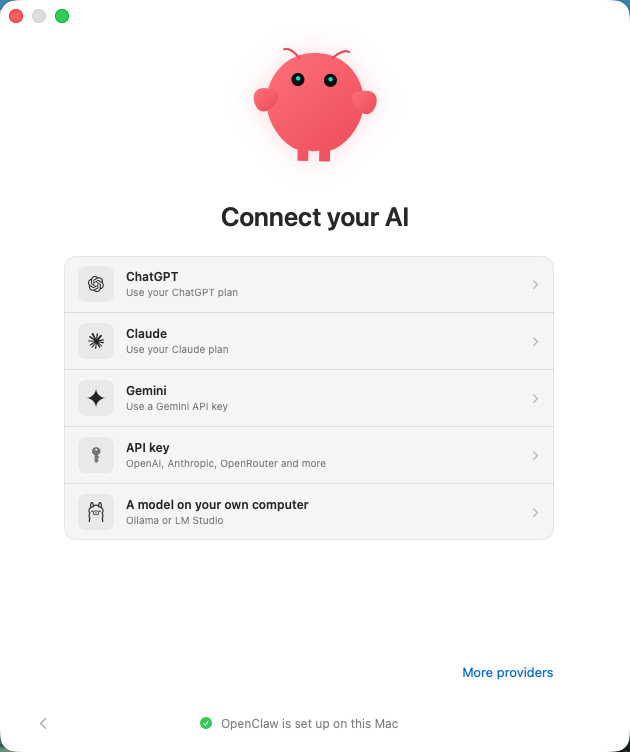 Connect your AI
ChatGPT
Use your ChatGPT plan
Claude
Use your Claude plan
Gemini
Use a Gemini API key
API key
OpenAI, Anthropic, OpenRouter and more
A model on your own computer
Ollama or LM Studio
More providers
OpenClaw is set up on this Mac